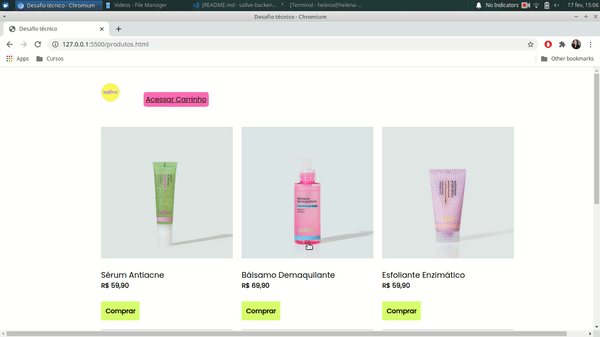 Desafio técnico - Chromium
Videos - File Manager
[README.md - sallve-backen...
[Terminal - helena@helena-...
No Indicators
17 fev, 15:06
Desafio técnico - Chromium
Desafio técnico
127.0.0.1:5500/produtos.html
Apps
Cursos
Other bookmarks
Acessar Carrinho
Sérum Antiacne
R$ 59,90
Comprar
Bálsamo Demaquilante
R$ 69,90
Comprar
Esfoliante Enzimático
R$ 59,90
Comprar